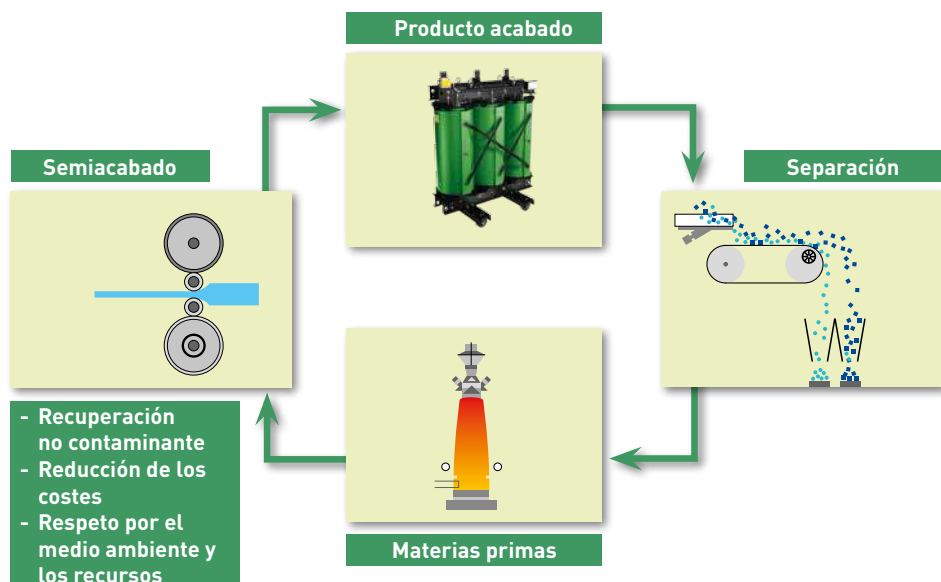 Producto acabado
Semiacabado
Separación
- Recuperación
no contaminante
- Reducción de los
costes
- Respeto por el
medio ambiente y
los recursos
Materias primas